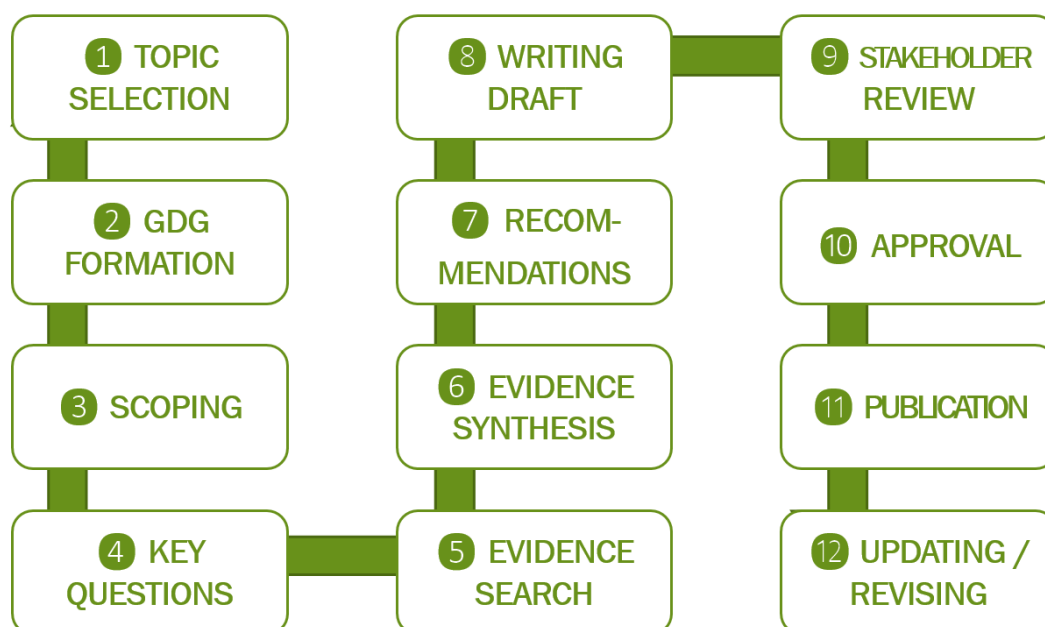 1 TOPIC
SELECTION
2 GDG
FORMATION
3 SCOPING
4 KEY
QUESTIONS
5 EVIDENCE
SEARCH
6 EVIDENCE
SYNTHESIS
7 RECOM-
MENDATIONS
8 WRITING
DRAFT
9 STAKEHOLDER
REVIEW
10 APPROVAL
11 PUBLICATION
12 UPDATING /
REVISING